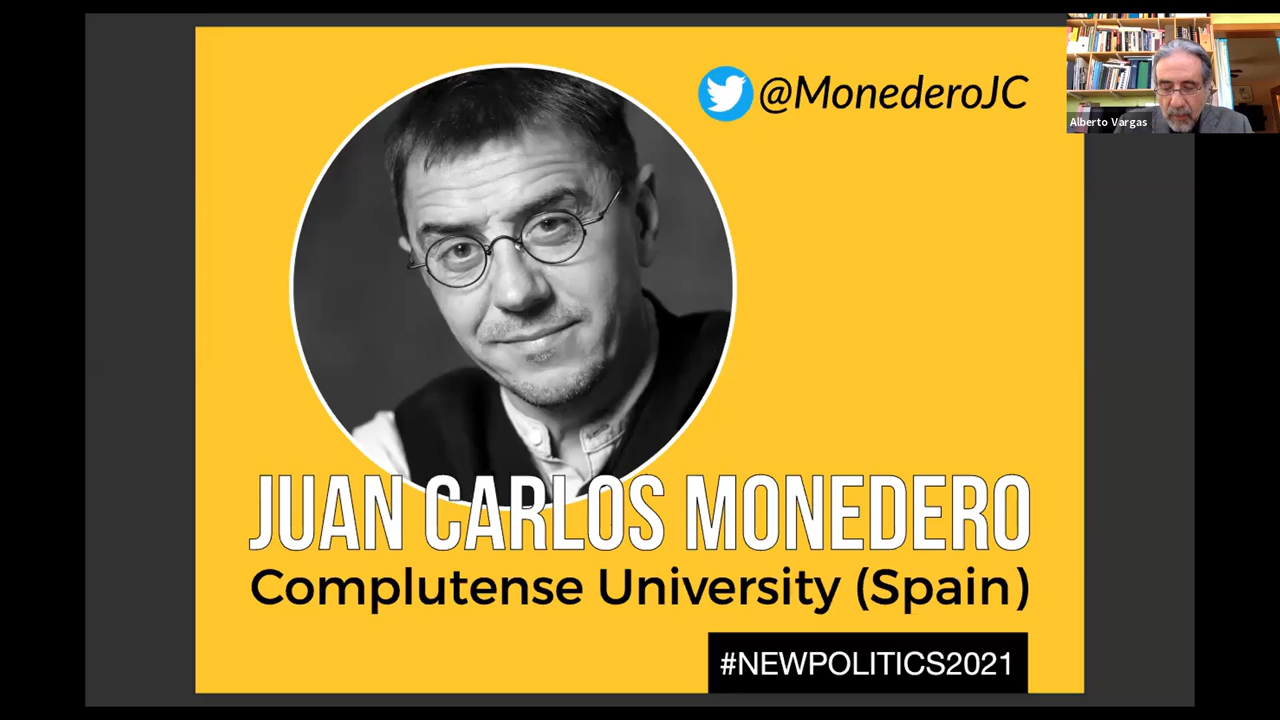 @MonederoJC
Alberto Vargas
JUAN CARLOS MONEDERO
Complutense University (Spain)
#NEWPOLITICS2021